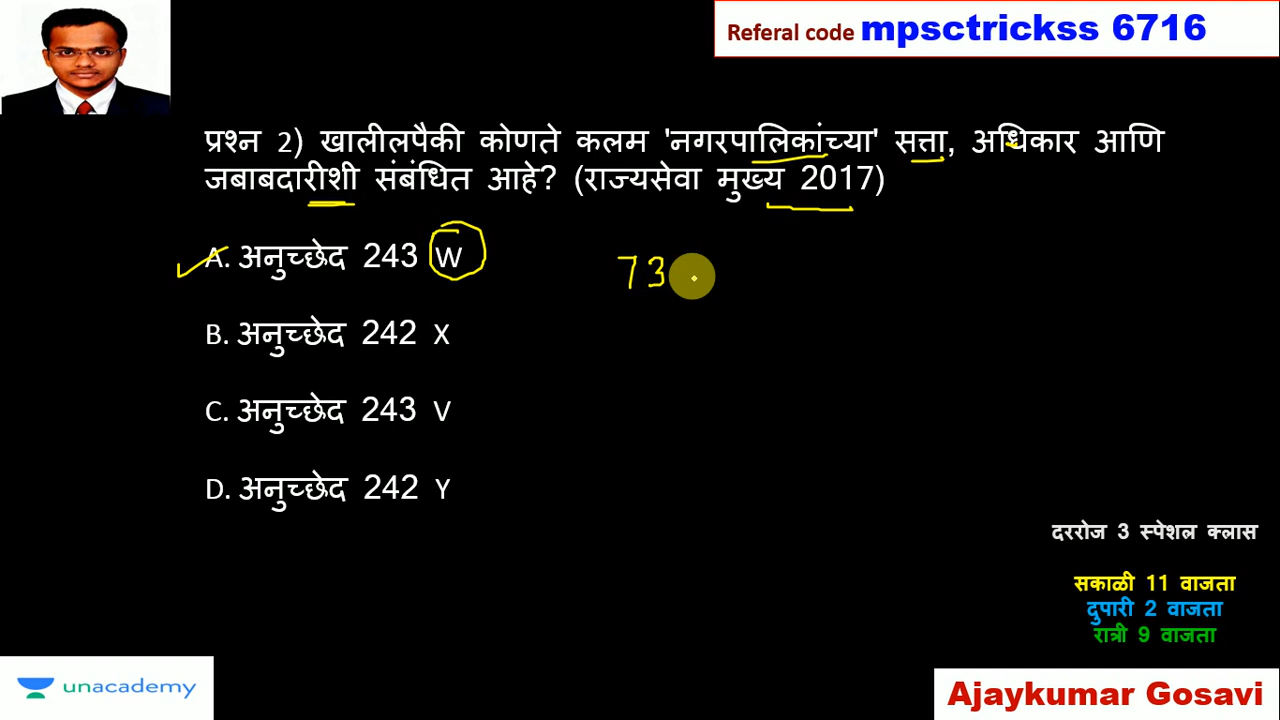 Referal code mpsctrickss 6716
प्रश्न 2) खालीलपैकी कोणते कलम 'नगरपालिकांच्या' सत्ता, अधिकार आणि
जबाबदारीशी संबंधित आहे? (राज्यसेवा मुख्य 2017)
A. अनुच्छेद 243 W
73
B. अनुच्छेद 242 X
C. अनुच्छेद 243 V
D. अनुच्छेद 242 Y
दररोज 3 स्पेशल क्लास
सकाळी 11 वाजता
दुपारी 2 वाजता
रात्री 9 वाजता
unacademy
Ajaykumar Gosavi